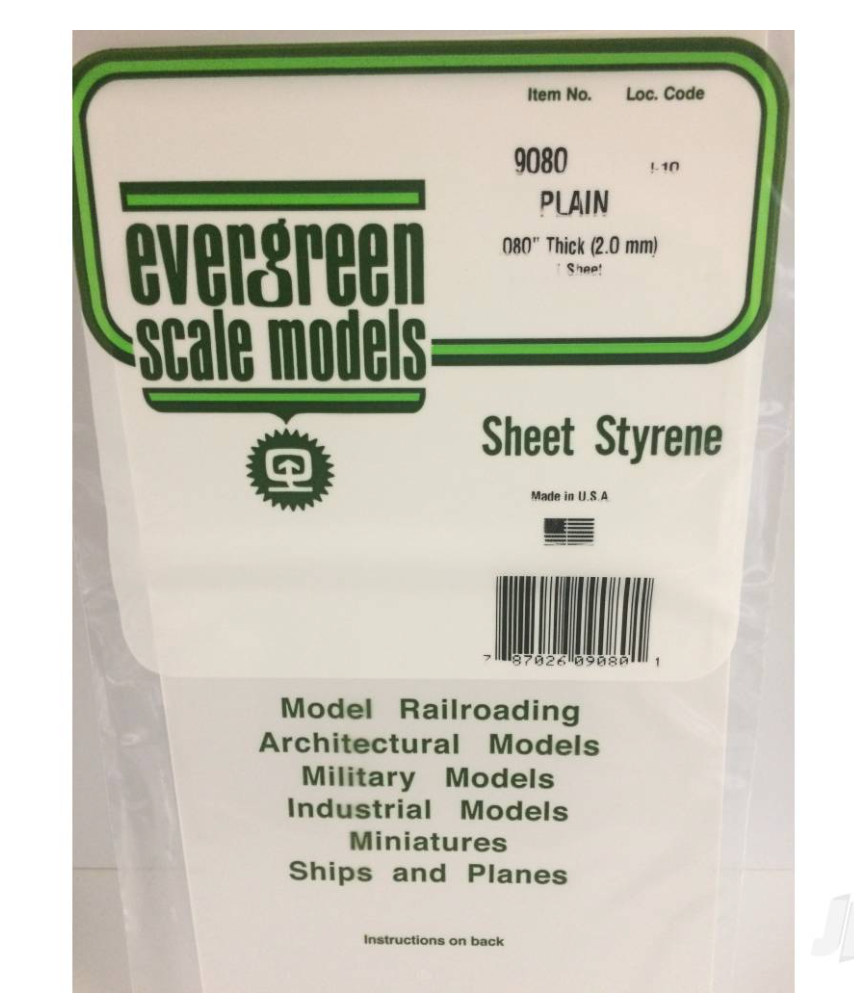 Item No. Loc. Code
9080
PLAIN
080" Thick (2.0 mm)
Sheet
evergreen
scale models
Sheet Styrene
Made in U.S.A
7 87026 09080 1
Model Railroading
Architectural Models
Military Models
Industrial Models
Miniatures
Ships and Planes
Instructions on back